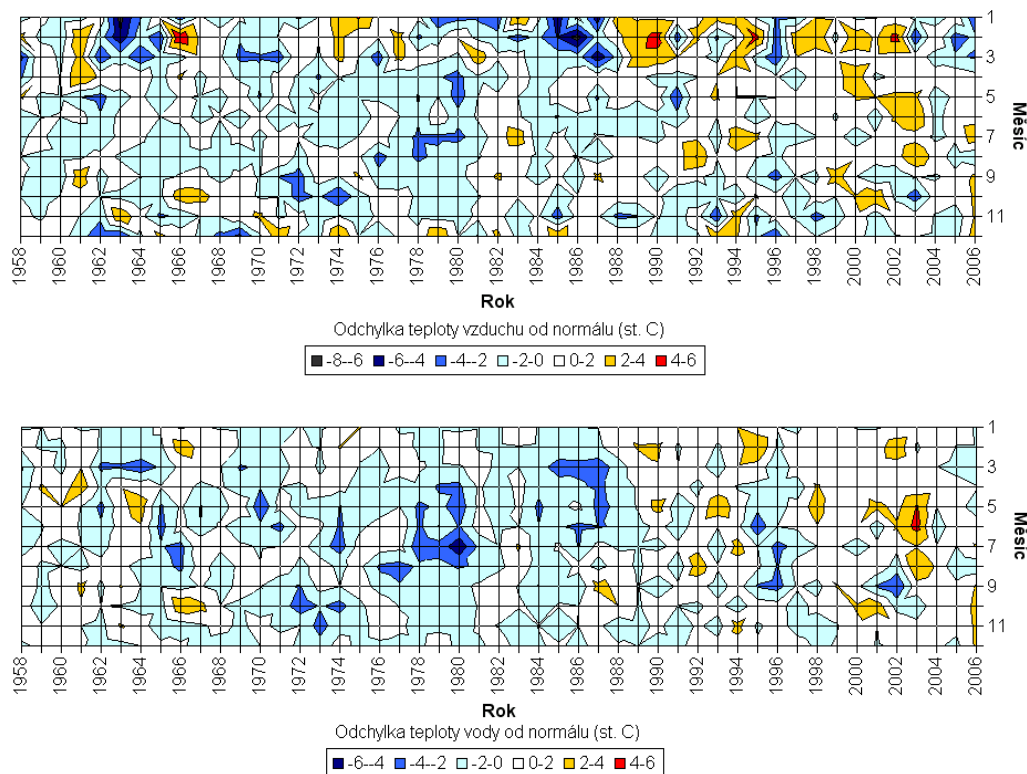 1
3
5
7
9
11
Měsíc
1958 1960 1962 1964 1966 1968 1970 1972 1974 1976 1978 1980 1982 1984 1986 1988 1990 1992 1994 1996 1998 2000 2002 2004 2006
Rok
Odchylka teploty vzduchu od normálu (st. C)
-8--6 -6--4 -4--2 -2-0 0-2 2-4 4-6
1
3
5
7
9
11
Měsíc
1958 1960 1962 1964 1966 1968 1970 1972 1974 1976 1978 1980 1982 1984 1986 1988 1990 1992 1994 1996 1998 2000 2002 2004 2006
Rok
Odchylka teploty vody od normálu (st. C)
-6--4 -4--2 -2-0 0-2 2-4 4-6